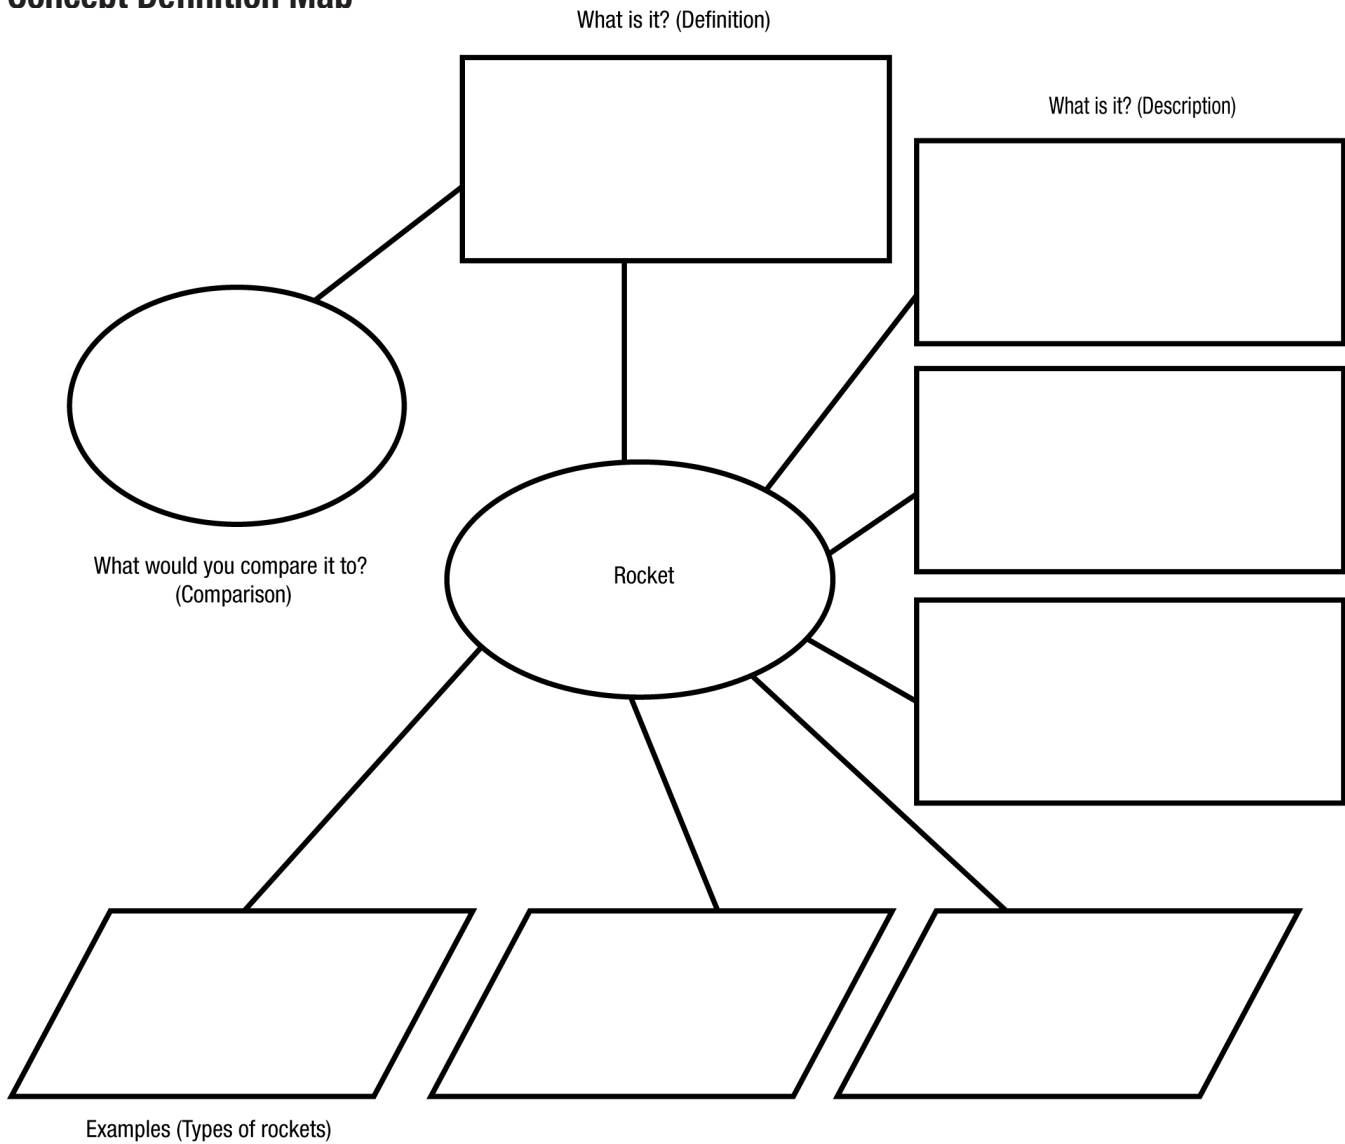 Concept Definition Map
What is it? (Definition)
What is it? (Description)
What would you compare it to?
(Comparison)
Rocket
Examples (Types of rockets)